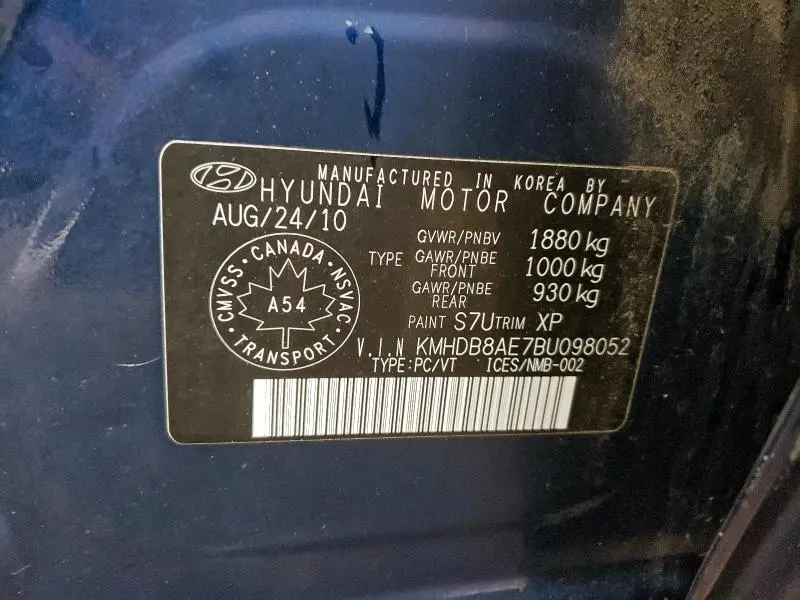 MANUFACTURED IN KOREA BY
HYUNDAI MOTOR COMPANY
AUG/24/10
GVWR/PNBV 1880 kg
TYPE GAWR/PNBE FRONT 1000 kg
GAWR/PNBE REAR 930 kg
PAINT S7U TRIM XP
CMVSS · CANADA · NSVAC · TRANSPORT ·
A54
V.I.N KMHDB8AE7BU098052
TYPE:PC/VT ICES/NMB-002